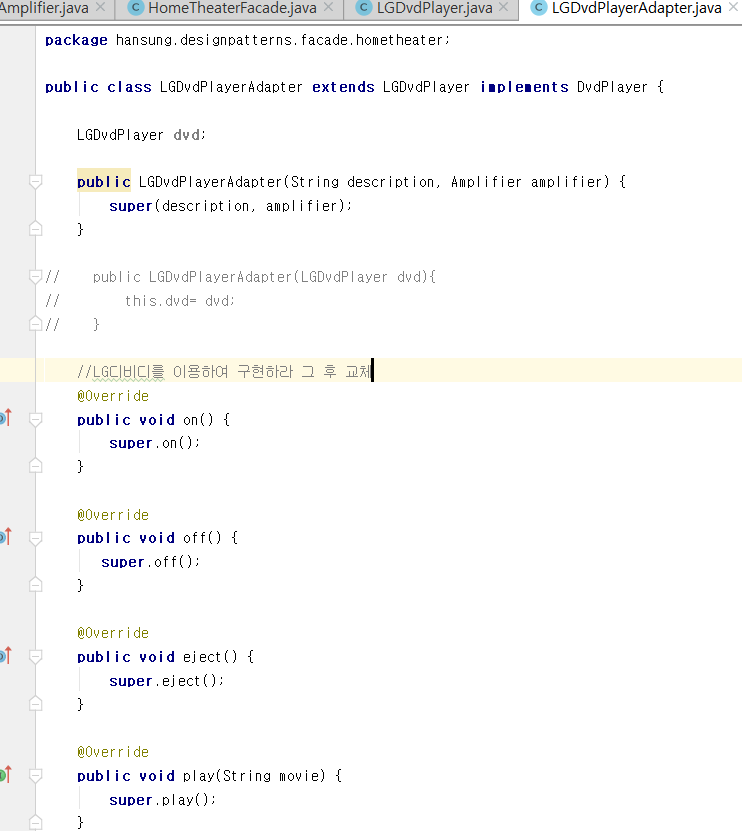 Amplifier.java HomeTheaterFacade.java LGDvdPlayer.java LGDvdPlayerAdapter.java
package hansung.designpatterns.facade.hometheater;
public class LGDvdPlayerAdapter extends LGDvdPlayer implements DvdPlayer {
LGDvdPlayer dvd;
public LGDvdPlayerAdapter(String description, Amplifier amplifier) {
super(description, amplifier);
}
// public LGDvdPlayerAdapter(LGDvdPlayer dvd){
// this.dvd= dvd;
// }
//LG디비디를 이용하여 구현하라 그 후 교체
@Override
public void on() {
super.on();
}
@Override
public void off() {
super.off();
}
@Override
public void eject() {
super.eject();
}
@Override
public void play(String movie) {
super.play();
}